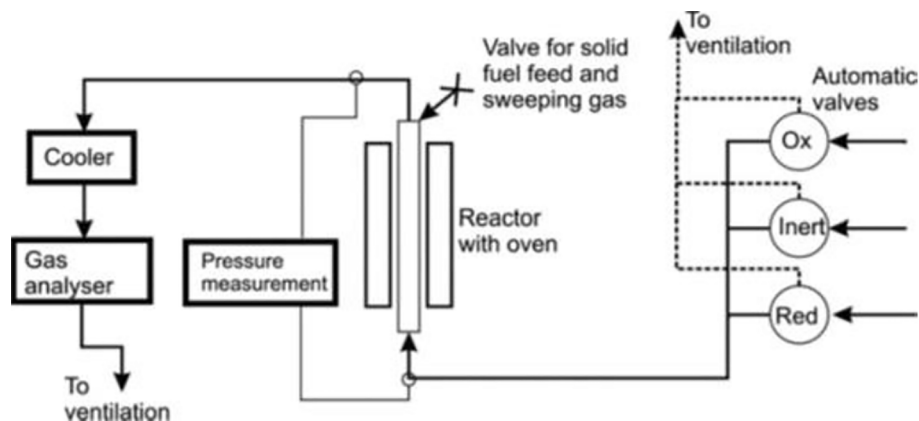 To
ventilation
Valve for solid
fuel feed and
sweeping gas
Automatic
valves
Cooler
Ox
Reactor
with oven
Inert
Gas
analyser
Pressure
measurement
Red
To
ventilation